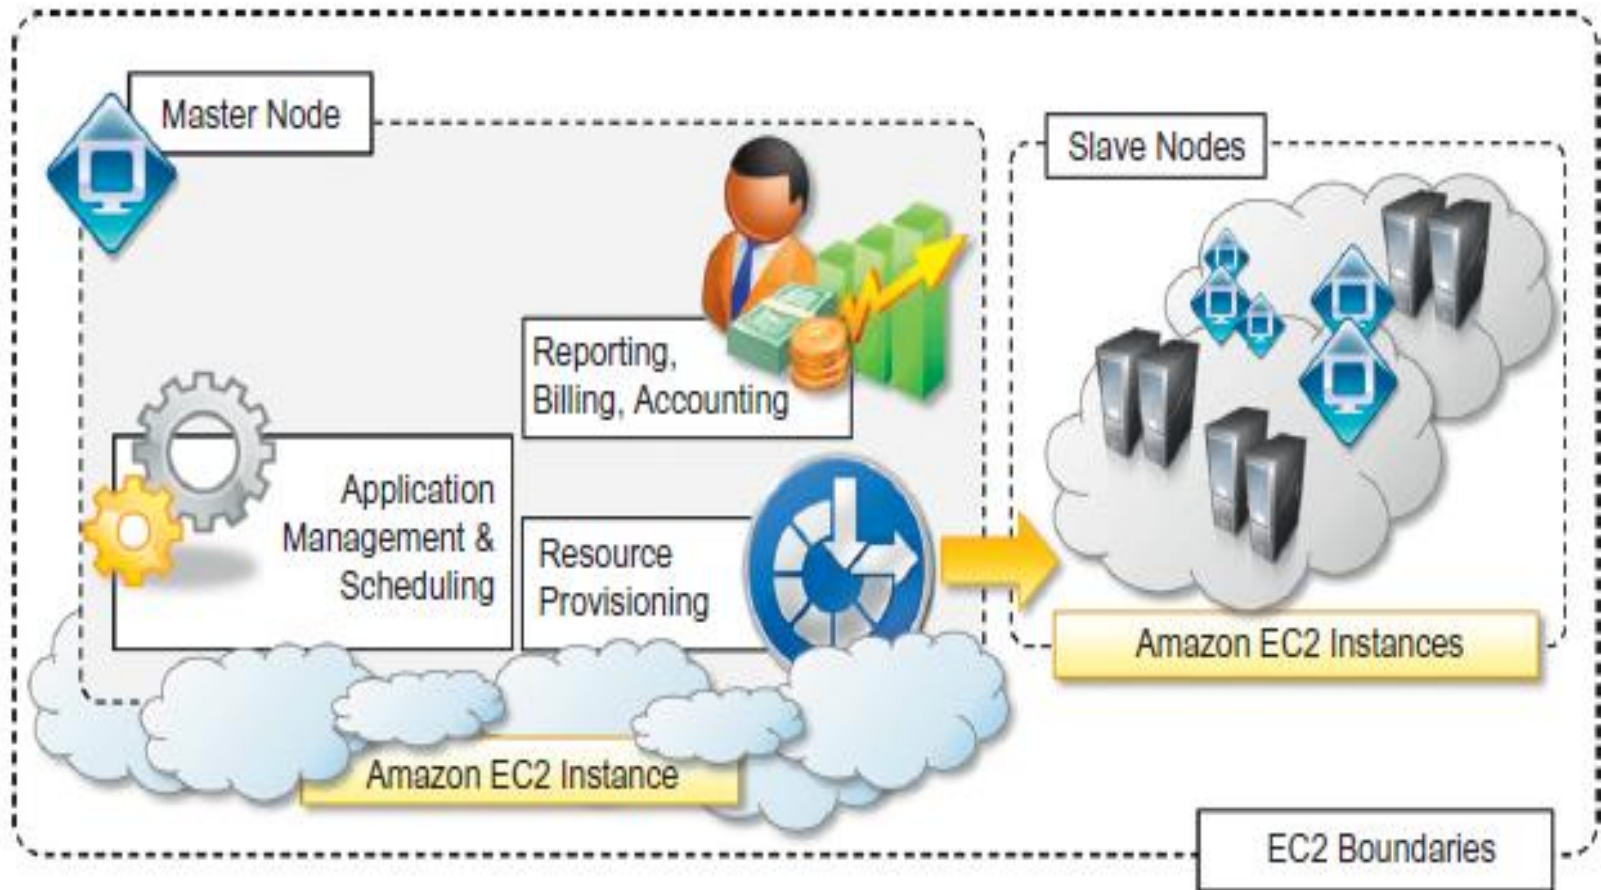 Master Node
Slave Nodes
Reporting,
Billing, Accounting
Application
Management &
Scheduling
Resource
Provisioning
Amazon EC2 Instances
Amazon EC2 Instance
EC2 Boundaries